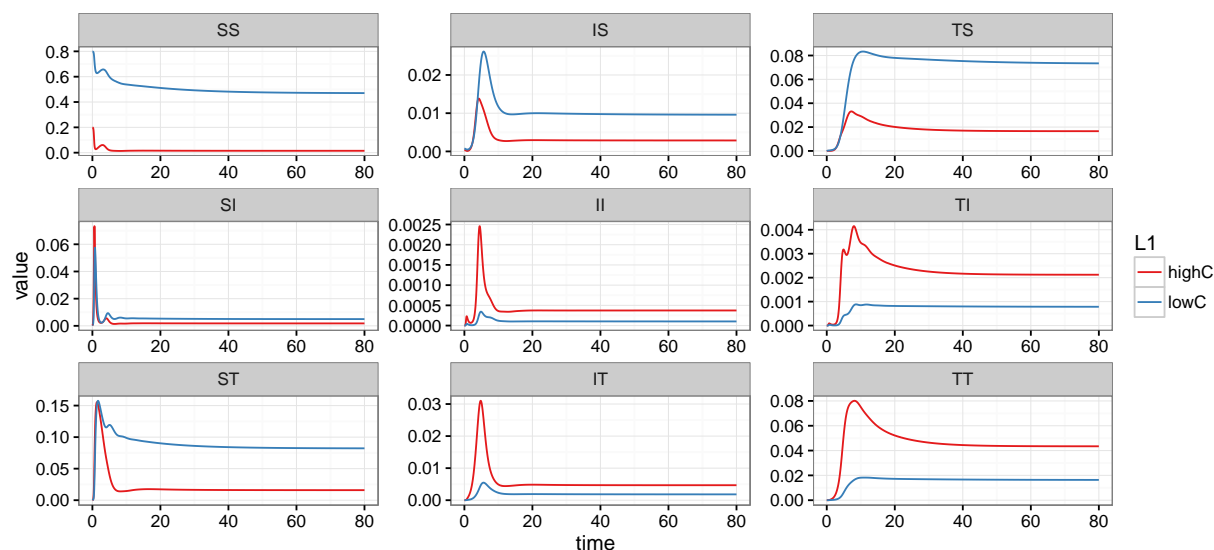 SS IS TS
0.8 0.6 0.4 0.2 0.0
0.02 0.01 0.00
0.08 0.06 0.04 0.02 0.00
0 20 40 60 80 0 20 40 60 80 0 20 40 60 80
SI II TI
value
0.06 0.04 0.02 0.00
0.0025 0.0020 0.0015 0.0010 0.0005 0.0000
0.004 0.003 0.002 0.001 0.000
0 20 40 60 80 0 20 40 60 80 0 20 40 60 80
L1
highC
lowC
ST IT TT
0.15 0.10 0.05 0.00
0.03 0.02 0.01 0.00
0.08 0.06 0.04 0.02 0.00
0 20 40 60 80 0 20 40 60 80 0 20 40 60 80
time